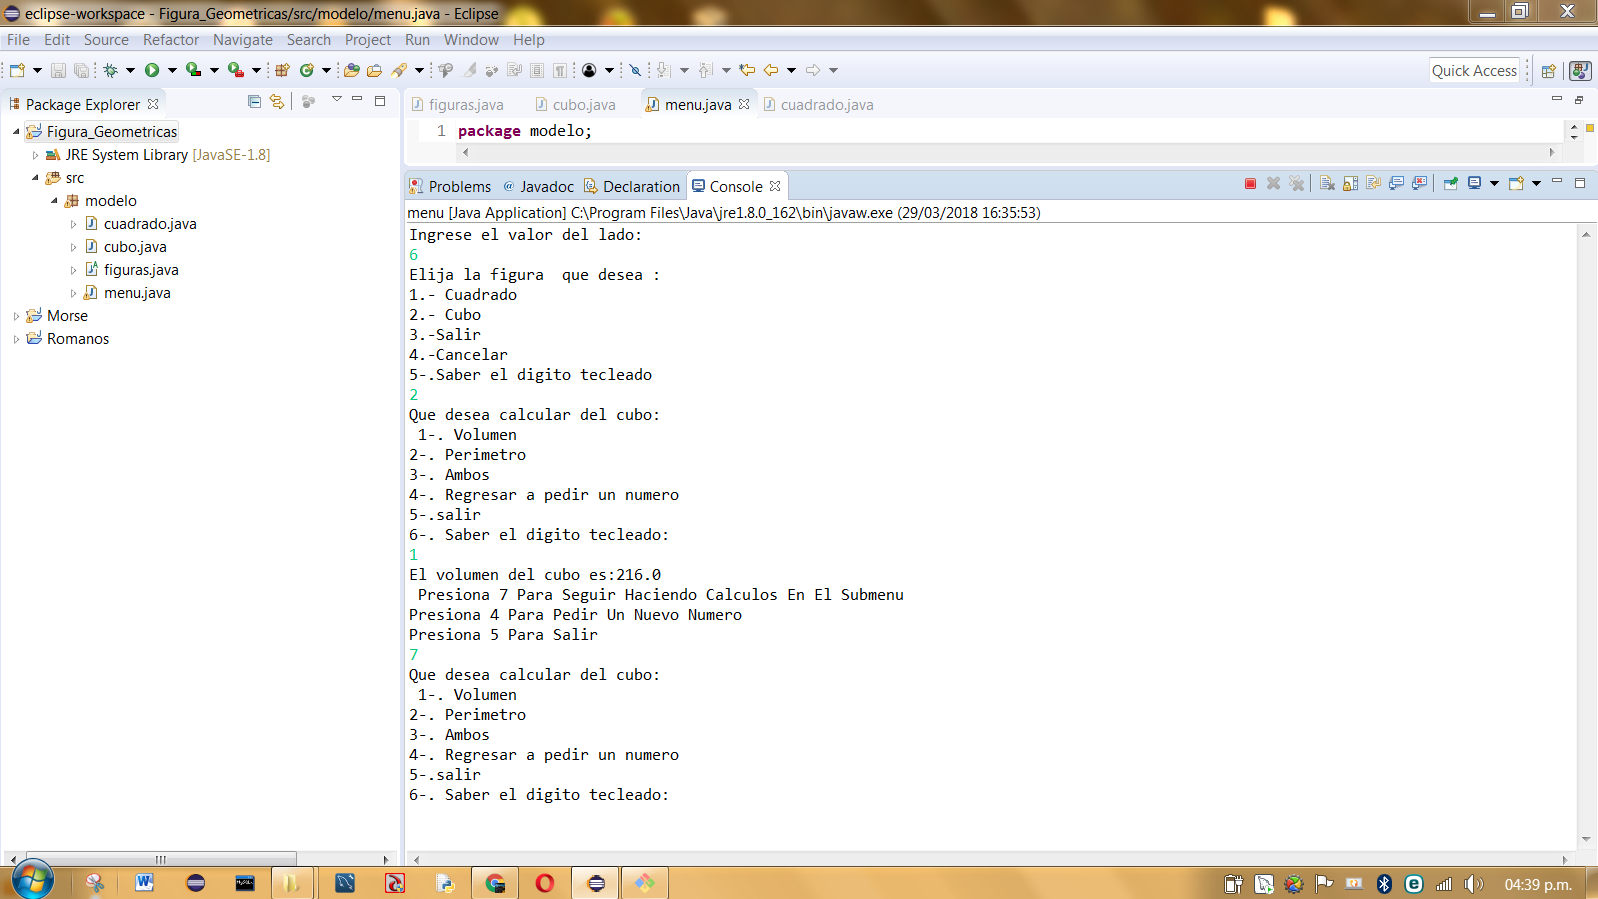 eclipse-workspace - Figura_Geometricas/src/modelo/menu.java - Eclipse
File Edit Source Refactor Navigate Search Project Run Window Help
Quick Access
Package Explorer
Figura_Geometricas
JRE System Library [JavaSE-1.8]
src
modelo
cuadrado.java
cubo.java
figuras.java
menu.java
Morse
Romanos
figuras.java cubo.java menu.java cuadrado.java
1 package modelo;
Problems @ Javadoc Declaration Console
menu [Java Application] C:\Program Files\Java\jre1.8.0_162\bin\javaw.exe (29/03/2018 16:35:53)
Ingrese el valor del lado:
6
Elija la figura  que desea :
1.- Cuadrado
2.- Cubo
3.-Salir
4.-Cancelar
5-.Saber el digito tecleado
2
Que desea calcular del cubo:
 1-. Volumen
2-. Perimetro
3-. Ambos
4-. Regresar a pedir un numero
5-.salir
6-. Saber el digito tecleado:
1
El volumen del cubo es:216.0
 Presiona 7 Para Seguir Haciendo Calculos En El Submenu
Presiona 4 Para Pedir Un Nuevo Numero
Presiona 5 Para Salir
7
Que desea calcular del cubo:
 1-. Volumen
2-. Perimetro
3-. Ambos
4-. Regresar a pedir un numero
5-.salir
6-. Saber el digito tecleado:
04:39 p.m.